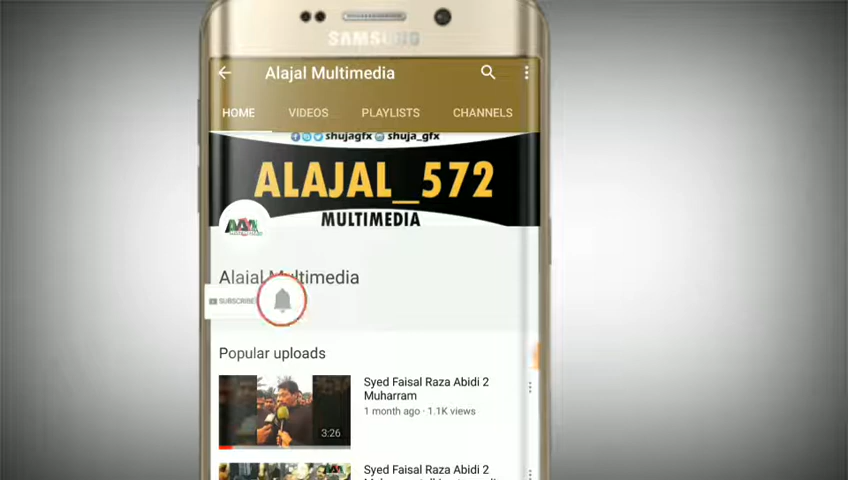 SAMSUNG
Alajal Multimedia
HOME VIDEOS PLAYLISTS CHANNELS
shujagfx shuja_gfx
ALAJAL_572
MULTIMEDIA
Alajal Multimedia
SUBSCRIBE
Popular uploads
Syed Faisal Raza Abidi 2
Muharram
1 month ago · 1.1K views
3:26
Syed Faisal Raza Abidi 2